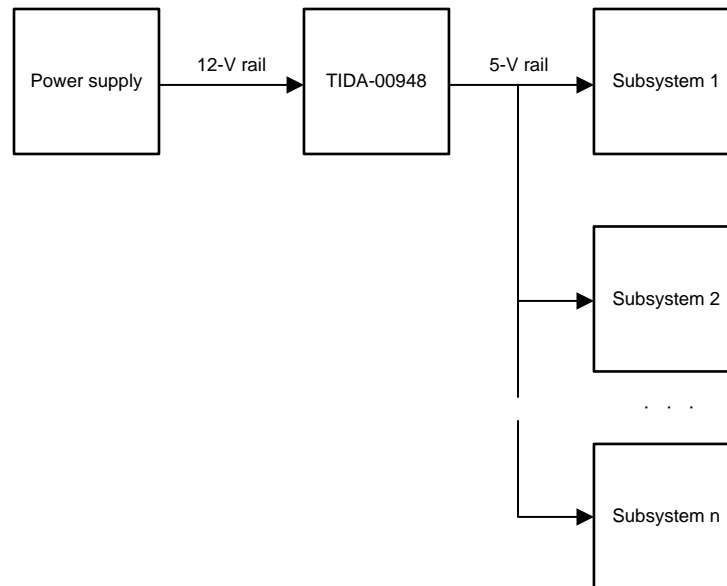 Power supply
12-V rail
TIDA-00948
5-V rail
Subsystem 1
Subsystem 2
. . .
Subsystem n